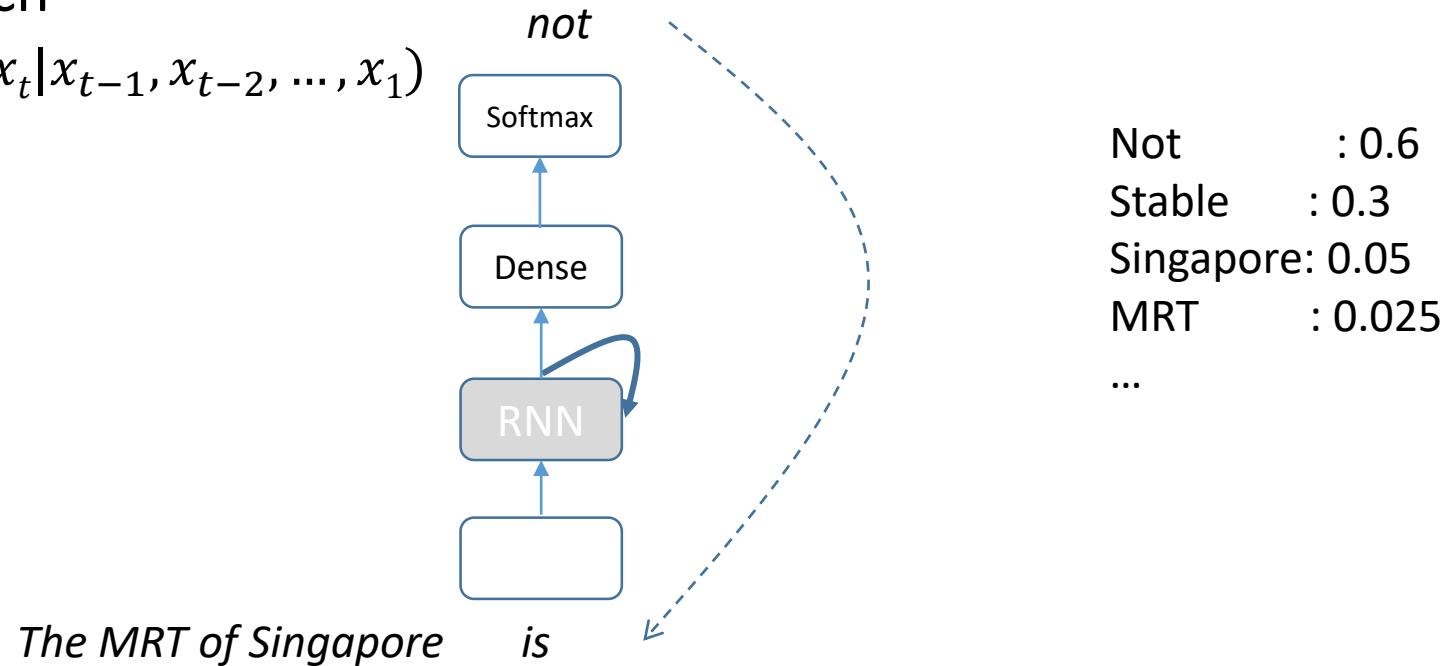 not
x_t|x_{t−1}, x_{t−2}, … , x_1)
Softmax
Dense
RNN
The MRT of Singapore is
Not : 0.6
Stable : 0.3
Singapore: 0.05
MRT : 0.025
…